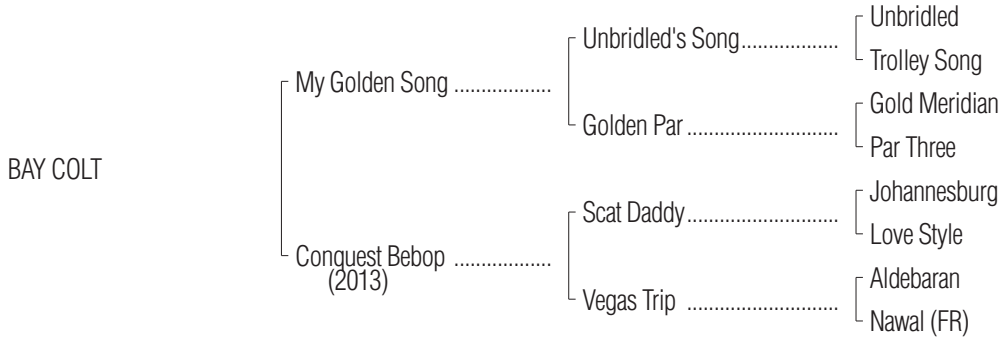 Unbridled
Unbridled's Song..................
Trolley Song
My Golden Song ..................
Gold Meridian
Golden Par ............................
Par Three
BAY COLT
Johannesburg
Scat Daddy............................
Love Style
Conquest Bebop ..................
(2013)
Aldebaran
Vegas Trip ............................
Nawal (FR)